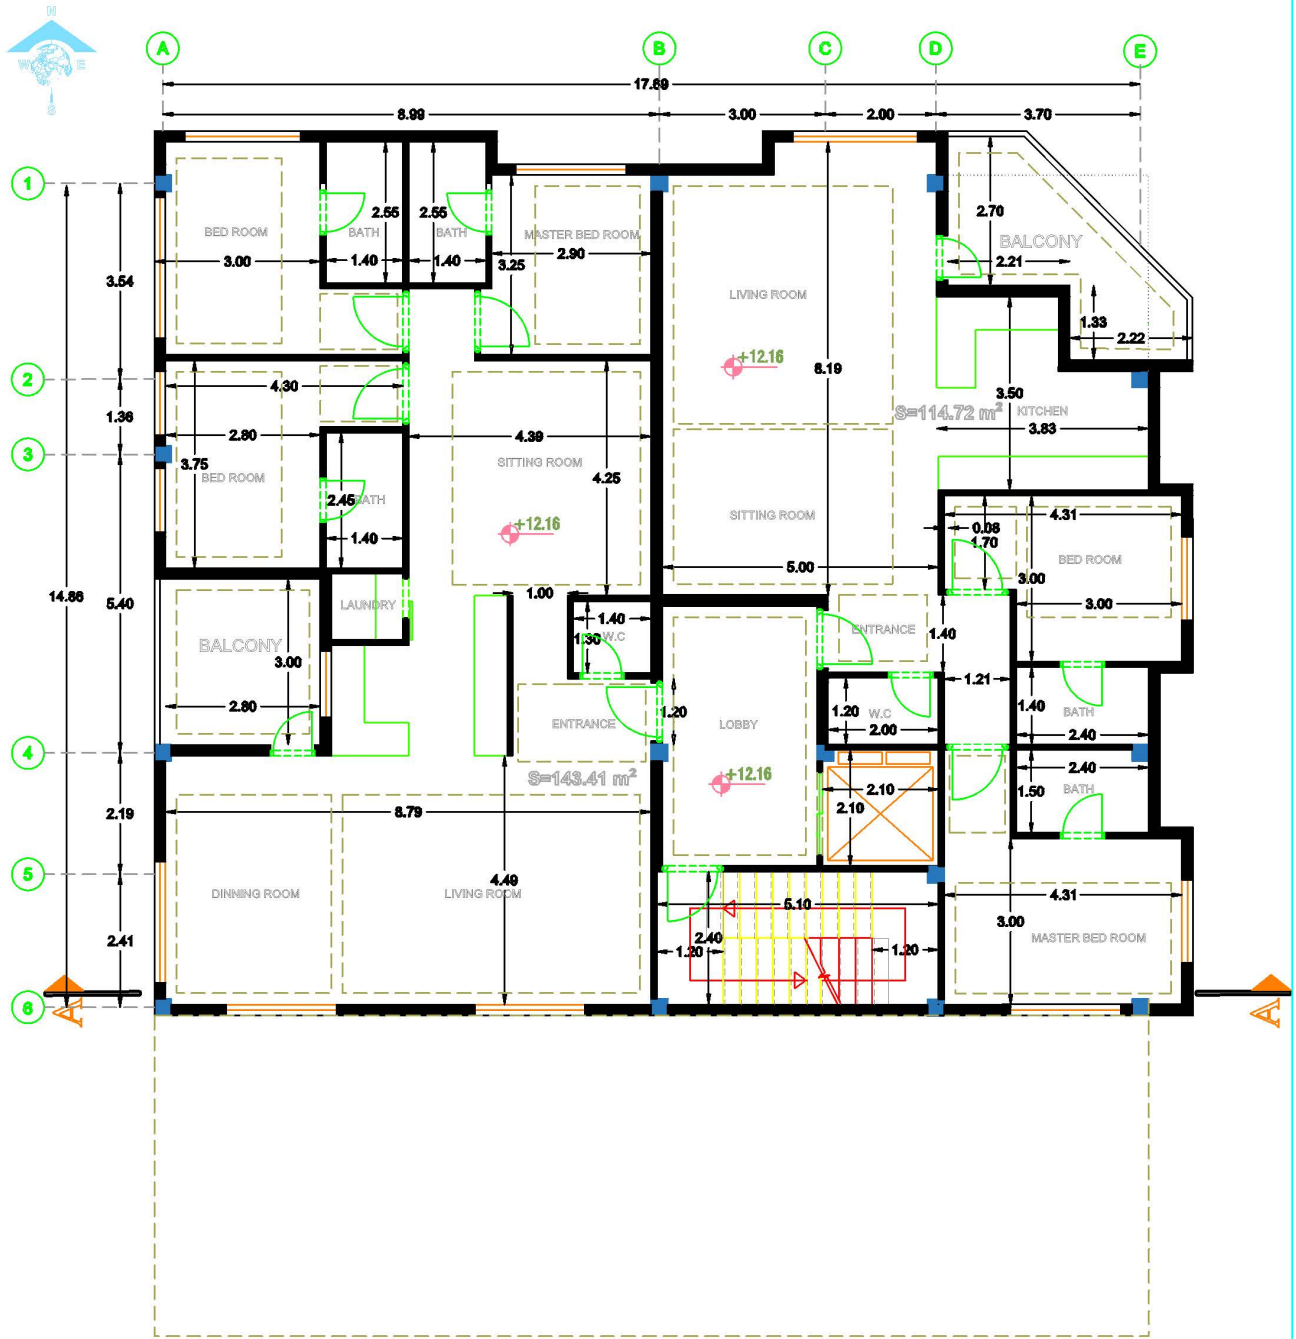 N
W E
S
A B C D E
17.69
8.99 3.00 2.00 3.70
1
2
3
4
5
6
3.54
1.36
5.40
2.19
2.41
14.86
BED ROOM
3.00
BATH
2.55
1.40
BATH
2.55
1.40
MASTER BED ROOM
2.90
3.25
LIVING ROOM
+12.16
8.19
2.70
BALCONY
2.21
1.33
2.22
4.30
2.80
3.75
BED ROOM
2.45
BATH
1.40
4.39
SITTING ROOM
4.25
+12.16
S=114.72 m²
3.50
KITCHEN
3.83
SITTING ROOM
5.00
4.31
0.08
1.70
BED ROOM
3.00
3.00
LAUNDRY
BALCONY
3.00
2.80
1.00
1.40
1.30
W.C
ENTRANCE
1.20
S=143.41 m²
LOBBY
+12.16
ENTRANCE
1.40
1.21
1.20
W.C
2.00
1.40
BATH
2.40
2.40
1.50
BATH
2.10
2.10
8.79
DINNING ROOM
LIVING ROOM
4.49
5.10
2.40
1.20
1.20
4.31
3.00
MASTER BED ROOM
A A